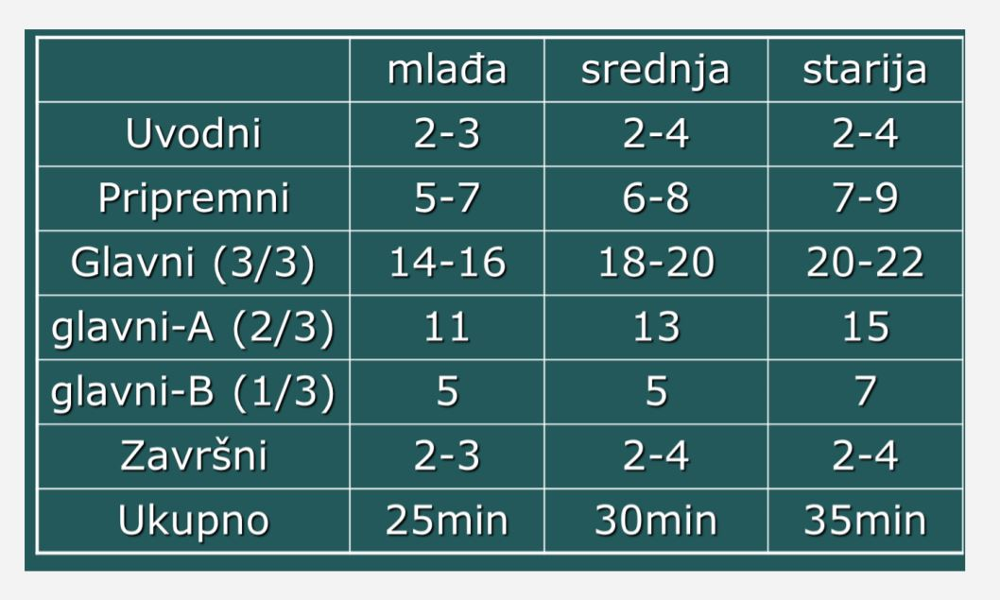 mlađa srednja starija
Uvodni 2-3 2-4 2-4
Pripremni 5-7 6-8 7-9
Glavni (3/3) 14-16 18-20 20-22
glavni-A (2/3) 11 13 15
glavni-B (1/3) 5 5 7
Završni 2-3 2-4 2-4
Ukupno 25min 30min 35min